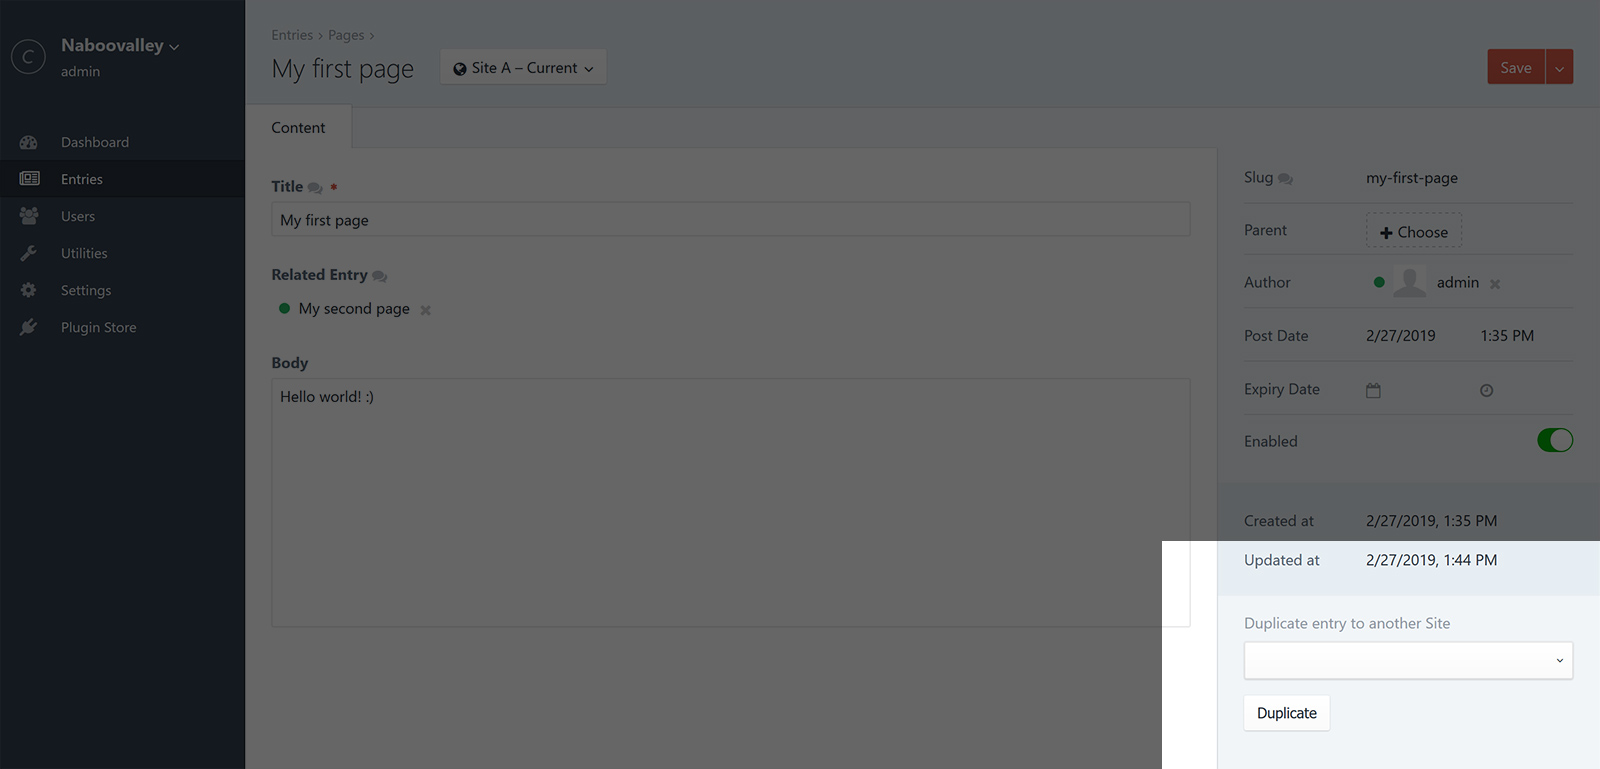 C
Naboovalley
admin
Dashboard
Entries
Users
Utilities
Settings
Plugin Store
Entries › Pages ›
My first page
Site A – Current
Save
Content
Title *
My first page
Related Entry
My second page
Body
Hello world! :)
Slug my-first-page
Parent + Choose
Author admin
Post Date 2/27/2019 1:35 PM
Expiry Date
Enabled
Created at 2/27/2019, 1:35 PM
Updated at 2/27/2019, 1:44 PM
Duplicate entry to another Site
Duplicate